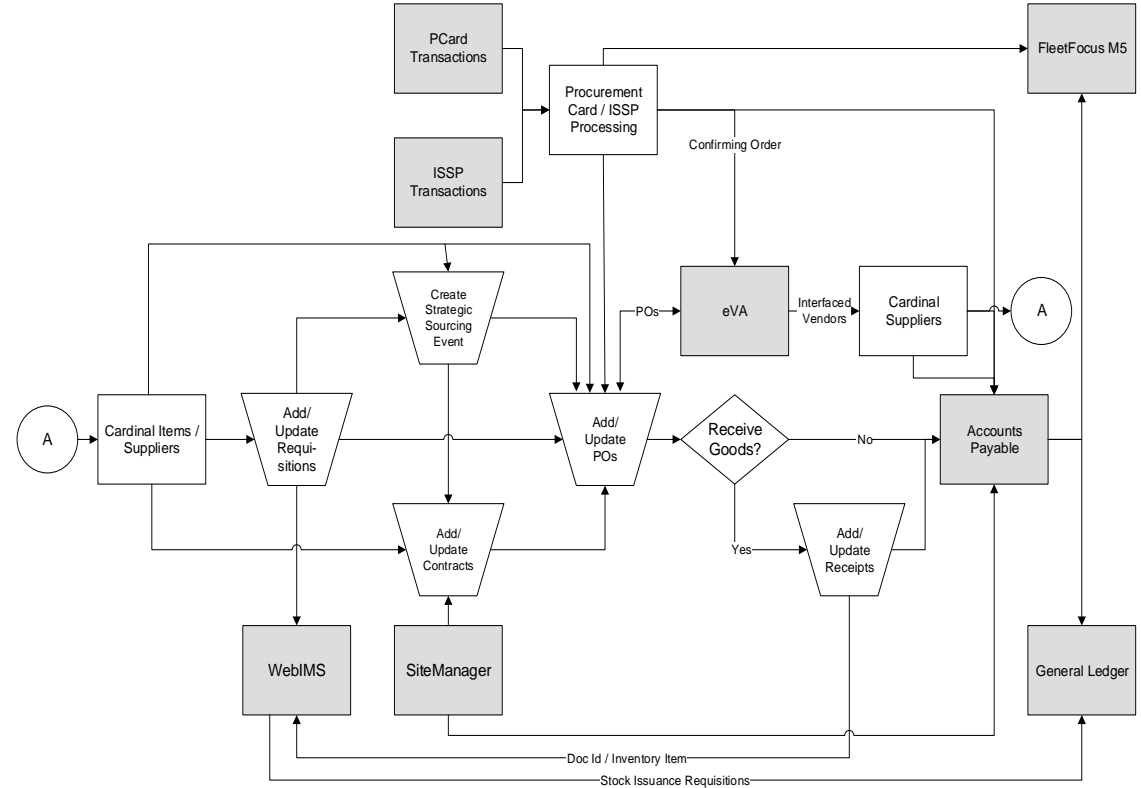 PCard
Transactions
FleetFocus M5
Procurement
Card / ISSP
Processing
Confirming Order
ISSP
Transactions
Create
Strategic
Sourcing
Event
POs
eVA
Interfaced
Vendors
Cardinal
Suppliers
A
A
Cardinal Items /
Suppliers
Add/
Update
Requi-
sitions
Add/
Update
POs
Receive
Goods?
No
Accounts
Payable
Add/
Update
Contracts
Yes
Add/
Update
Receipts
WebIMS
SiteManager
General Ledger
Doc Id / Inventory Item
Stock Issuance Requisitions